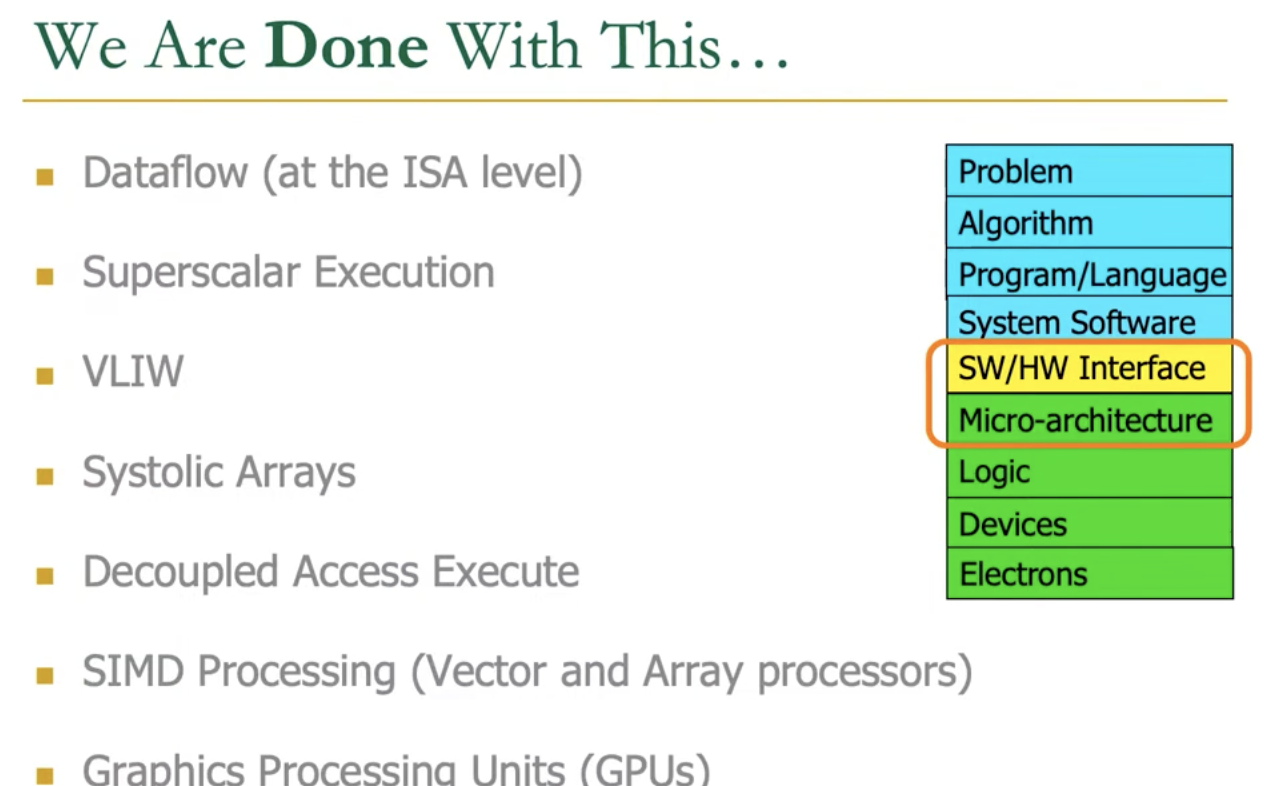 We Are Done With This…
Dataflow (at the ISA level)
Superscalar Execution
VLIW
Systolic Arrays
Decoupled Access Execute
SIMD Processing (Vector and Array processors)
Graphics Processing Units (GPUs)
Problem
Algorithm
Program/Language
System Software
SW/HW Interface
Micro-architecture
Logic
Devices
Electrons